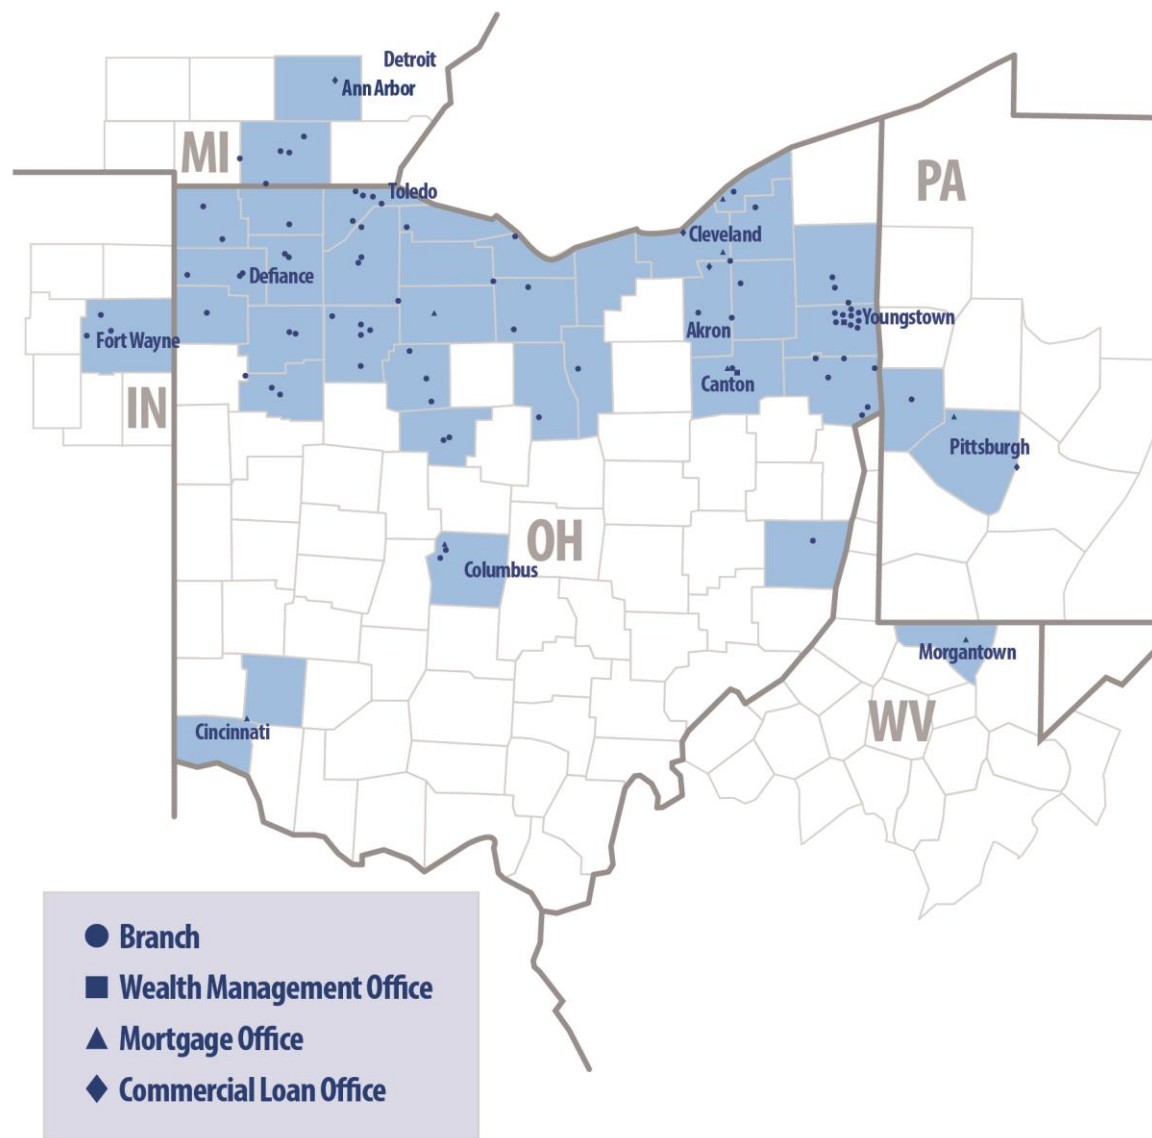 Detroit
Ann Arbor
MI
PA
Toledo
Cleveland
Defiance
Youngstown
Akron
Fort Wayne
Canton
IN
Pittsburgh
OH
Columbus
Morgantown
WV
Cincinnati
Branch
Wealth Management Office
Mortgage Office
Commercial Loan Office